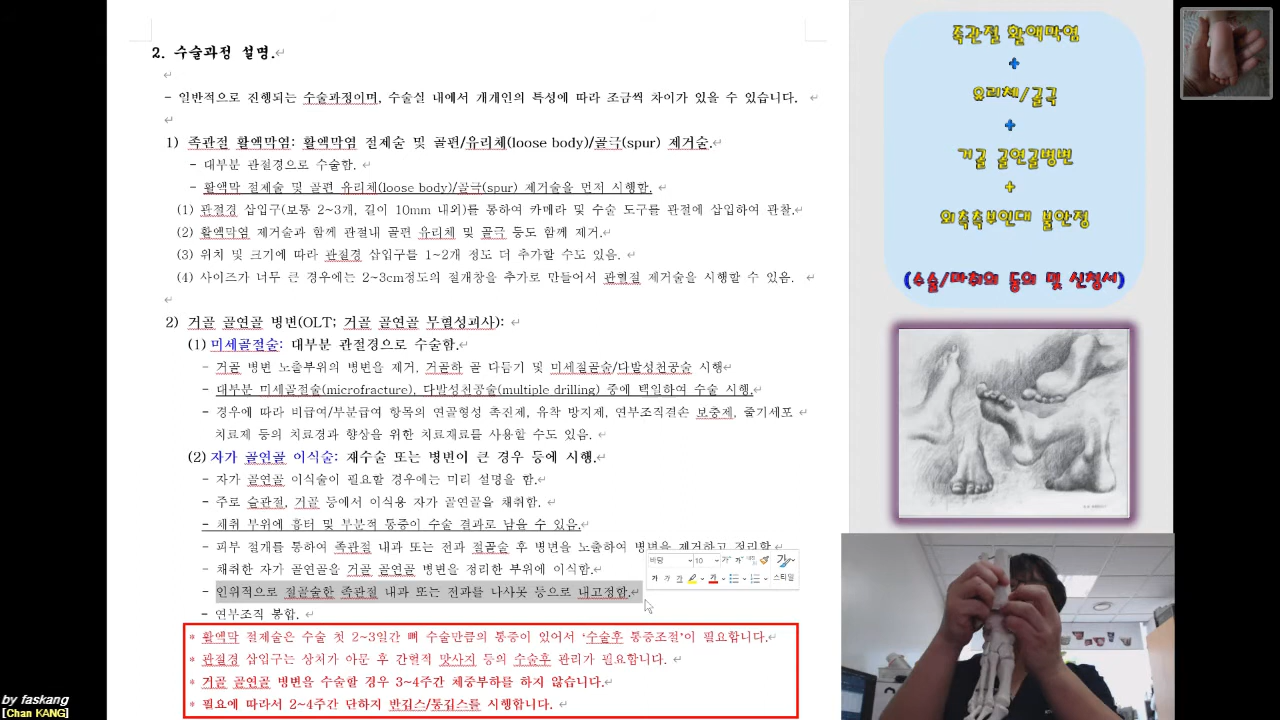 2. 수술과정 설명.
- 일반적으로 진행되는 수술과정이며, 수술실 내에서 개개인의 특성에 따라 조금씩 차이가 있을 수 있습니다.
1) 족관절 활액막염: 활액막염 절제술 및 골편/유리체(loose body)/골극(spur) 제거술.
- 대부분 관절경으로 수술함.
- 활액막 절제술 및 골편 유리체(loose body)/골극(spur) 제거술을 먼저 시행함.
(1) 관절경 삽입구(보통 2~3개, 길이 10mm 내외)를 통하여 카메라 및 수술 도구를 관절에 삽입하여 관찰.
(2) 활액막염 제거술과 함께 관절내 골편 유리체 및 골극 등도 함께 제거.
(3) 위치 및 크기에 따라 관절경 삽입구를 1~2개 정도 더 추가할 수도 있음.
(4) 사이즈가 너무 큰 경우에는 2~3cm정도의 절개창을 추가로 만들어서 관혈절 제거술을 시행할 수 있음.
2) 거골 골연골 병변(OLT; 거골 골연골 무혈성괴사):
(1) 미세골절술: 대부분 관절경으로 수술함.
- 거골 병변 노출부위의 병변을 제거, 거골하 골 다듬기 및 미세질골술/다발성천공술 시행
- 대부분 미세골절술(microfracture), 다발성천공술(multiple drilling) 중에 택일하여 수술 시행.
- 경우에 따라 비급여/부분급여 항목의 연골형성 촉진제, 유착 방지제, 연부조직결손 보충제, 줄기세포
치료제 등의 치료경과 향상을 위한 치료재료를 사용할 수도 있음.
(2) 자가 골연골 이식술: 재수술 또는 병변이 큰 경우 등에 시행.
- 자가 골연골 이식술이 필요할 경우에는 미리 설명을 함.
- 주로 슬관절, 거골 등에서 이식용 자가 골연골을 채취함.
- 채취 부위에 흉터 및 부분적 통증이 수술 결과로 남을 수 있음.
- 피부 절개를 통하여 족관절 내과 또는 전과 절골술 후 병변을 노출하여 병변을 제거하고 정리함.
- 채취한 자가 골연골을 거골 골연골 병변을 정리한 부위에 이식함.
- 인위적으로 절골술한 족관절 내과 또는 전과를 나사못 등으로 내고정함.
- 연부조직 봉합.
* 활액막 절제술은 수술 첫 2~3일간 뼈 수술만큼의 통증이 있어서 '수술후 통증조절'이 필요합니다.
* 관절경 삽입구는 상처가 아문 후 간헐적 맛사지 등의 수술후 관리가 필요합니다.
* 거골 골연골 병변을 수술할 경우 3~4주간 체중부하를 하지 않습니다.
* 필요에 따라서 2~4주간 단하지 반깁스/통깁스를 시행합니다.
바탕 10 가 가
가 가 가 가 스타일
족관절 활액막염
+
유리체/골극
+
거골 골연골병변
+
외측측부인대 불안정
(수술/마취의 동의 및 신청서)
by faskang
[Chan KANG]